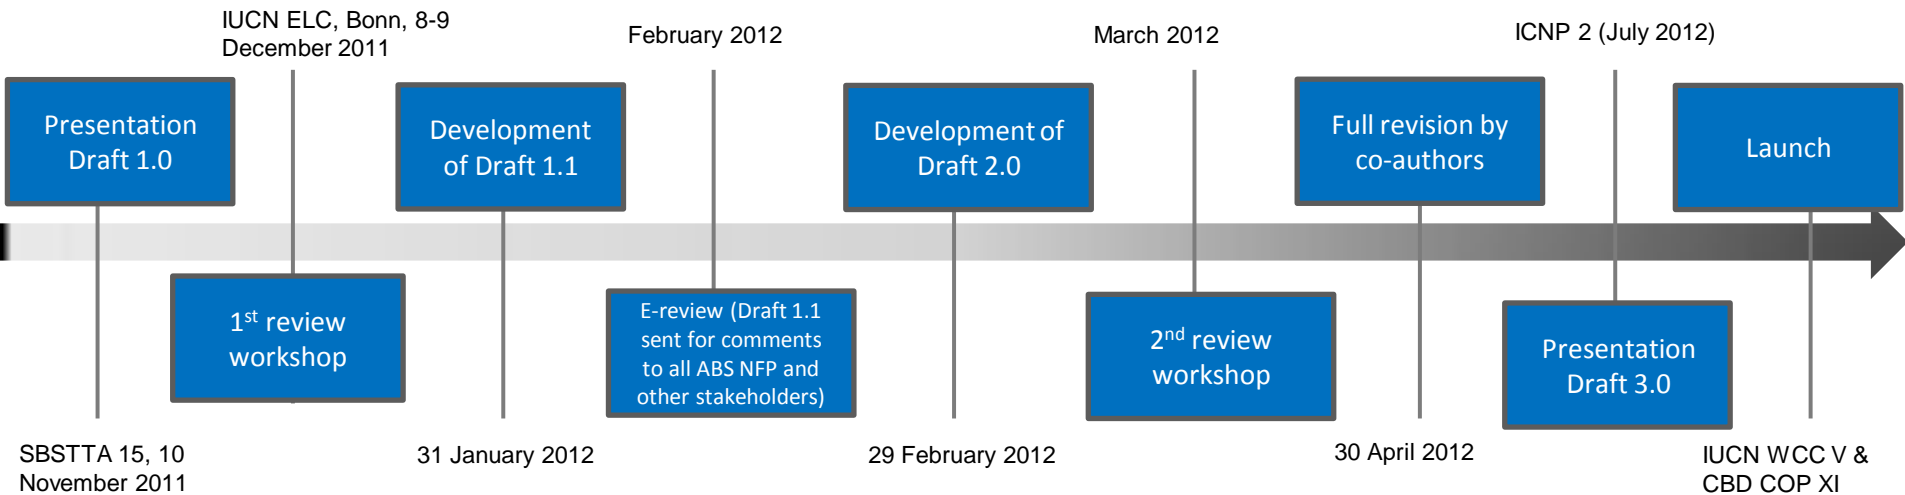 IUCN ELC, Bonn, 8-9
December 2011
February 2012
March 2012
ICNP 2 (July 2012)
Presentation
Draft 1.0
Development
of Draft 1.1
Development of
Draft 2.0
Full revision by
co-authors
Launch
1st review
workshop
E-review (Draft 1.1
sent for comments
to all ABS NFP and
other stakeholders)
2nd review
workshop
Presentation
Draft 3.0
SBSTTA 15, 10
November 2011
31 January 2012
29 February 2012
30 April 2012
IUCN WCC V &
CBD COP XI